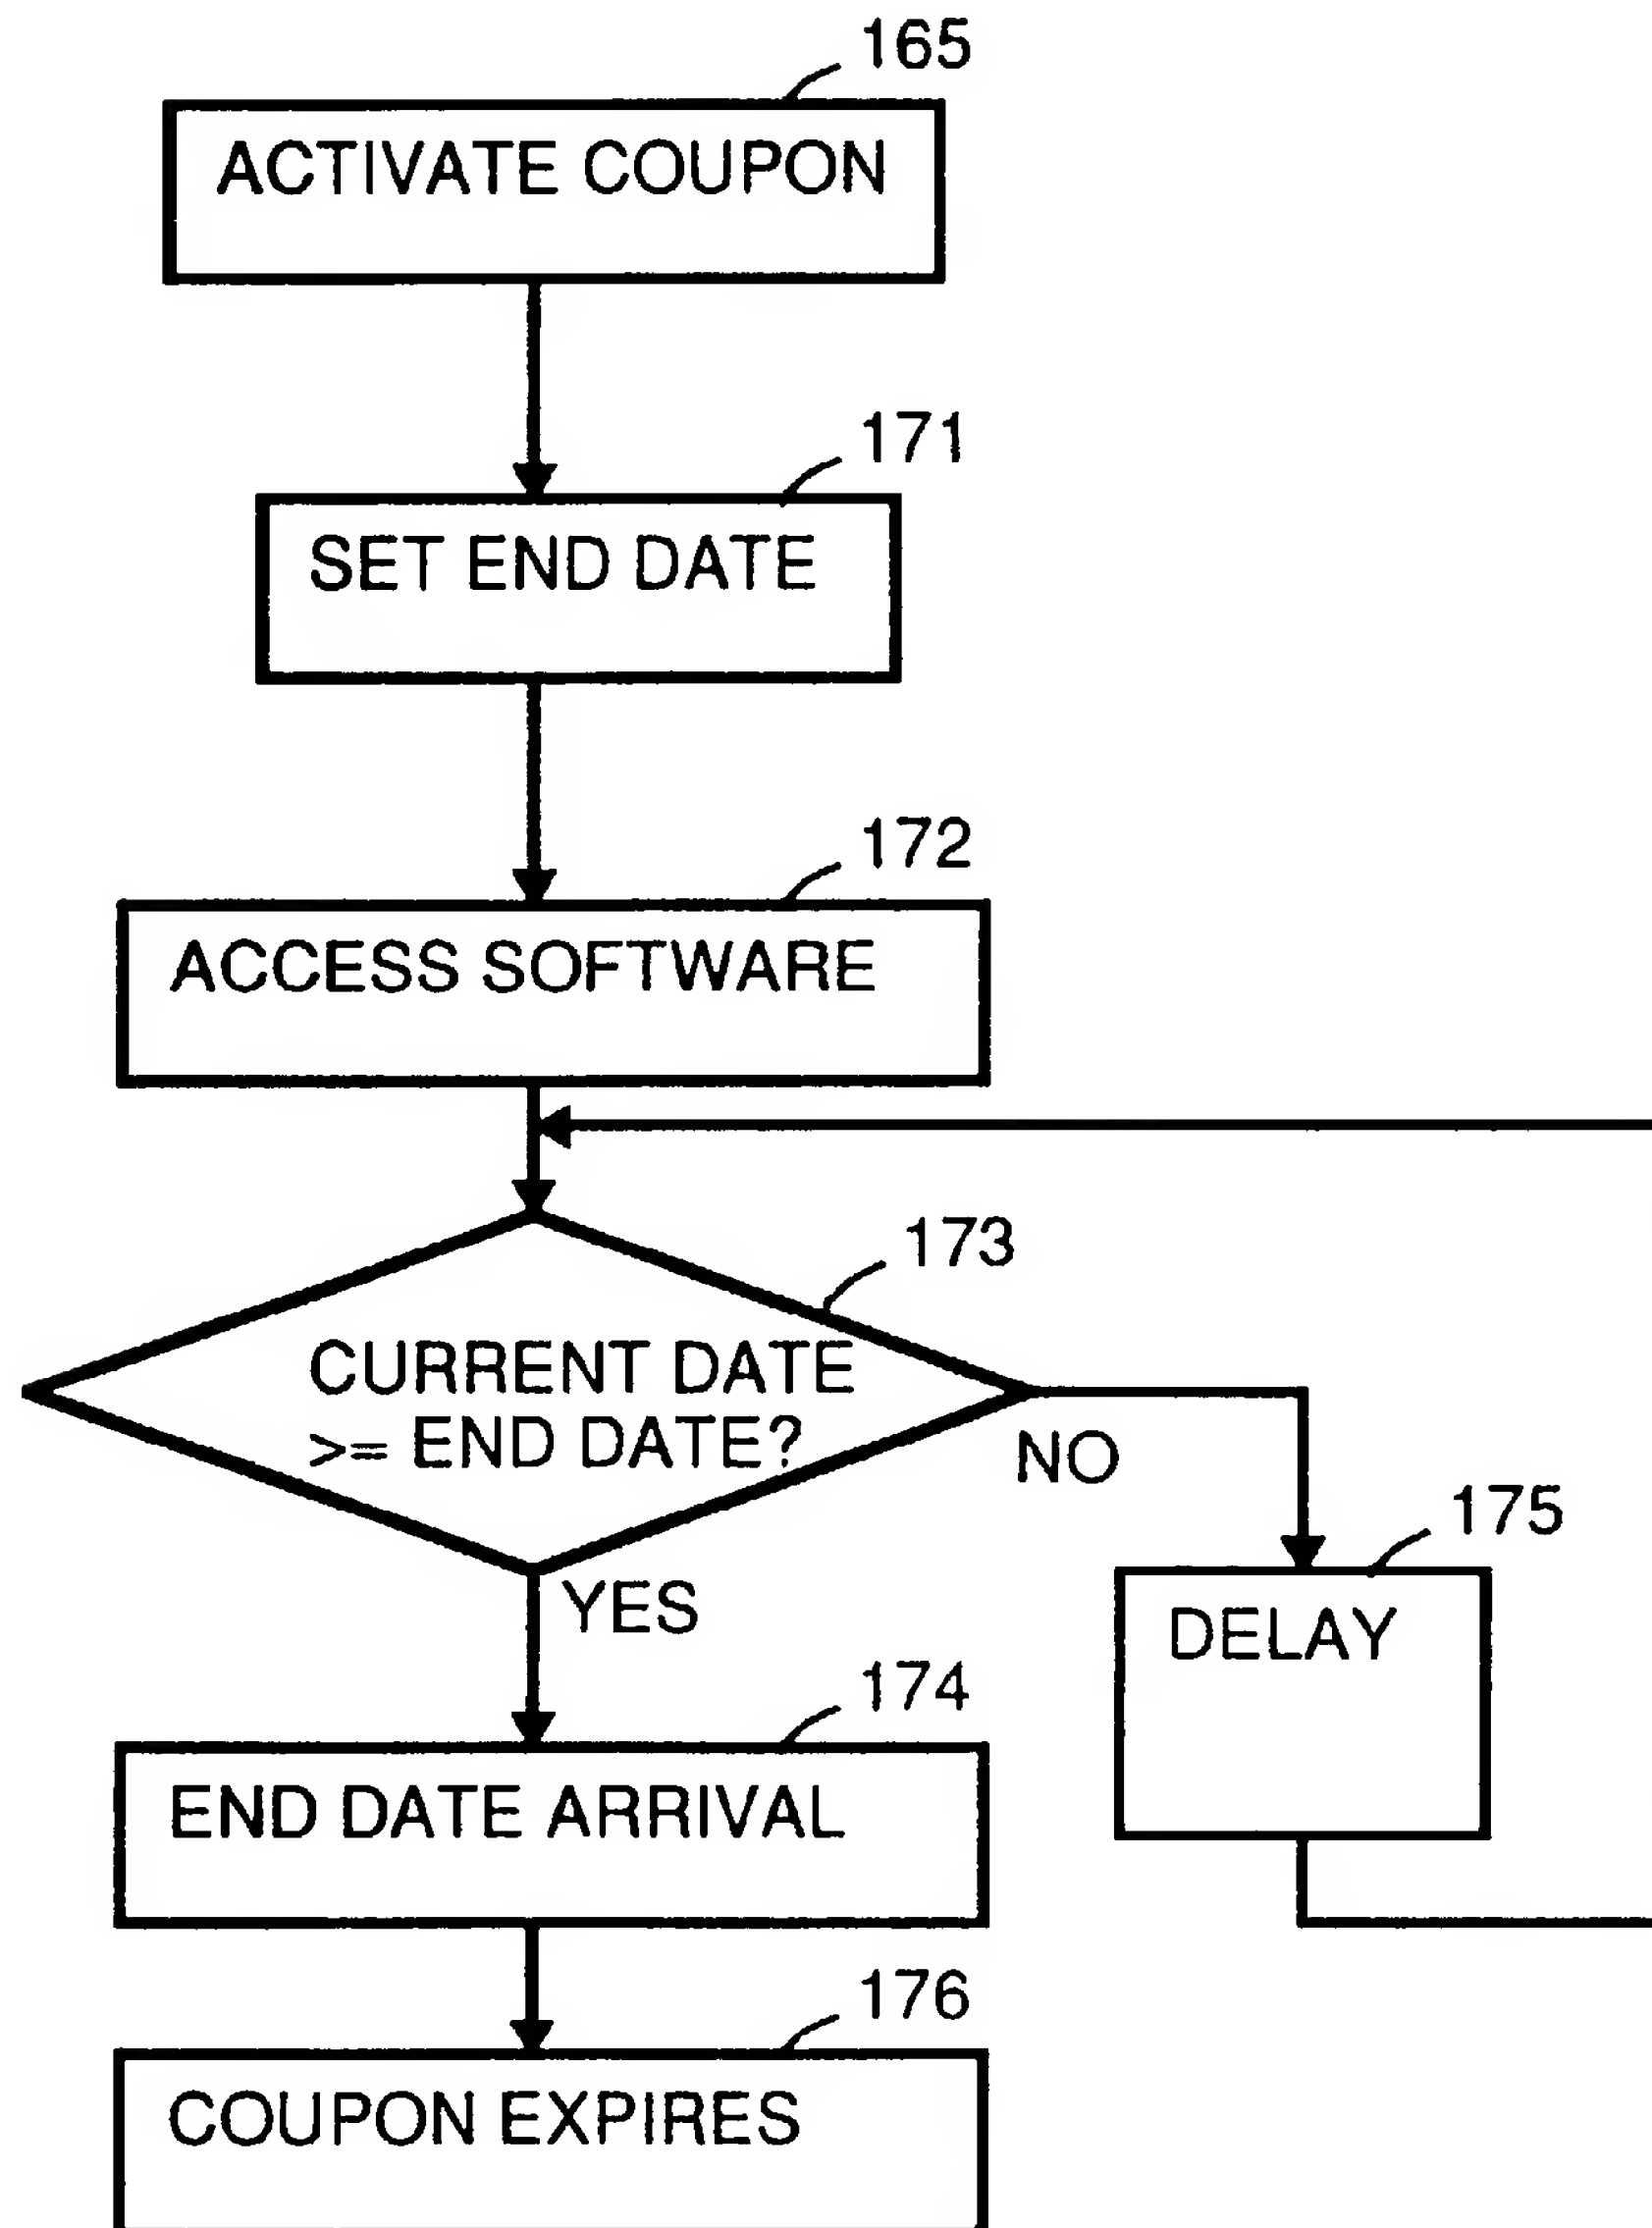 165
ACTIVATE COUPON
171
SET END DATE
172
ACCESS SOFTWARE
173
CURRENT DATE
>= END DATE?
NO
175
YES
DELAY
174
END DATE ARRIVAL
176
COUPON EXPIRES